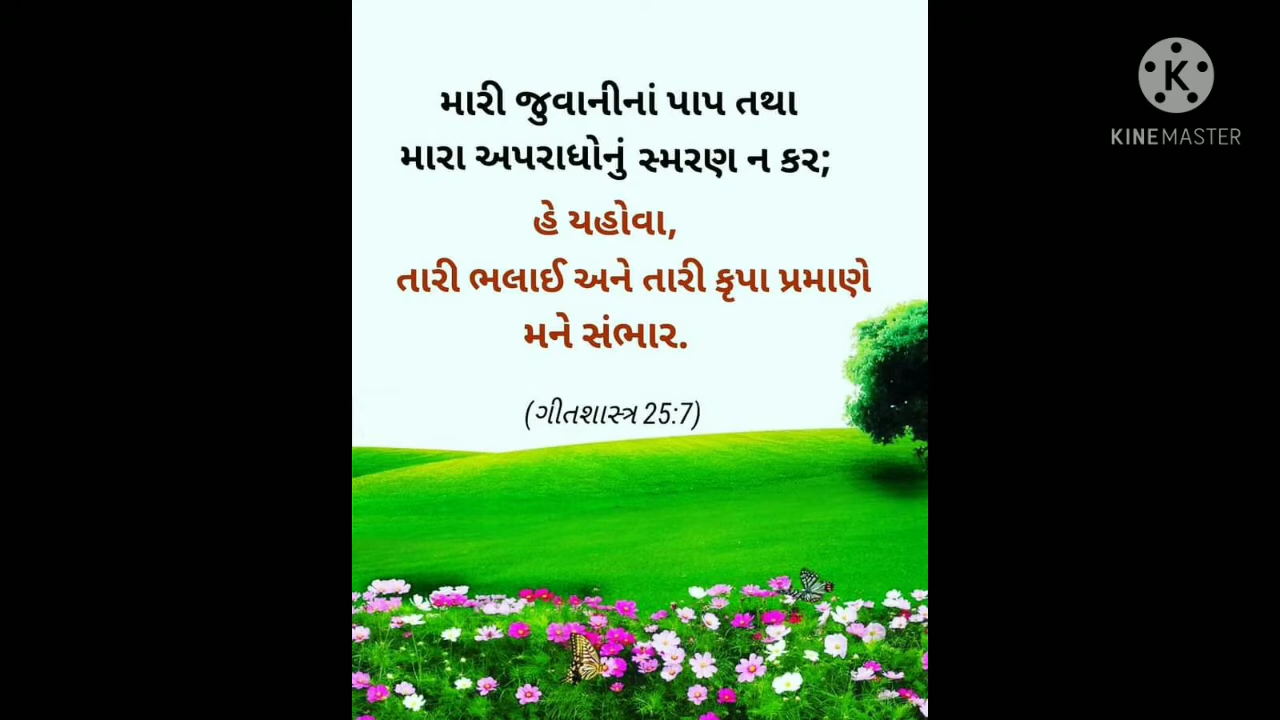 મારી જુવાનીનાં પાપ તથા
મારા અપરાધોનું સ્મરણ ન કર;
હે યહોવા,
તારી ભલાઈ અને તારી કૃપા પ્રમાણે
મને સંભાર.
(ગીતશાસ્ત્ર 25:7)
K
KINEMASTER